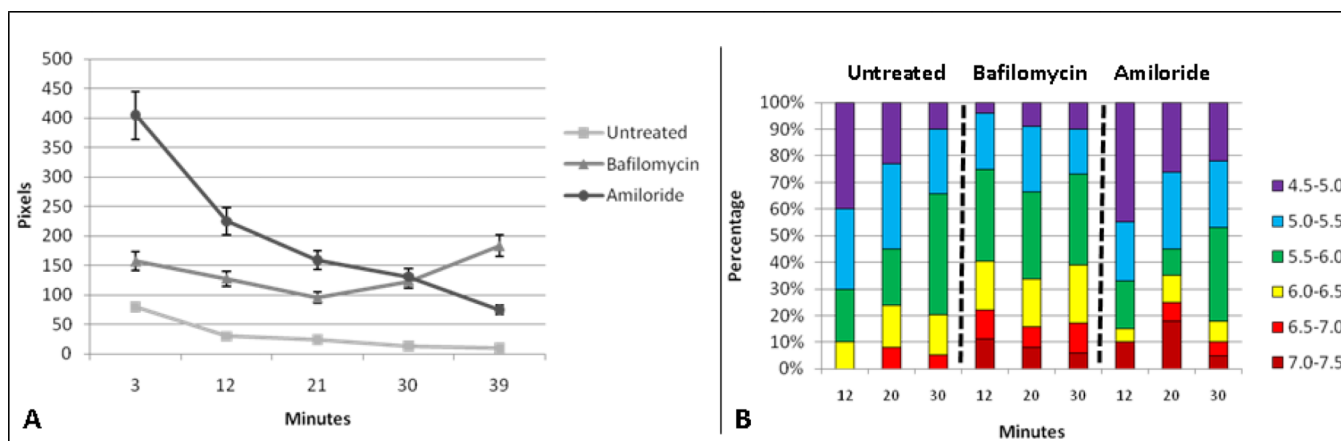 500
450
400
350
300
250
200
150
100
50
0
Pixels
3 12 21 30 39
Minutes
Untreated
Bafilomycin
Amiloride
A
Untreated Bafilomycin Amiloride
100%
90%
80%
70%
60%
50%
40%
30%
20%
10%
0%
Percentage
12 20 30 12 20 30 12 20 30
Minutes
4.5-5.0
5.0-5.5
5.5-6.0
6.0-6.5
6.5-7.0
7.0-7.5
B